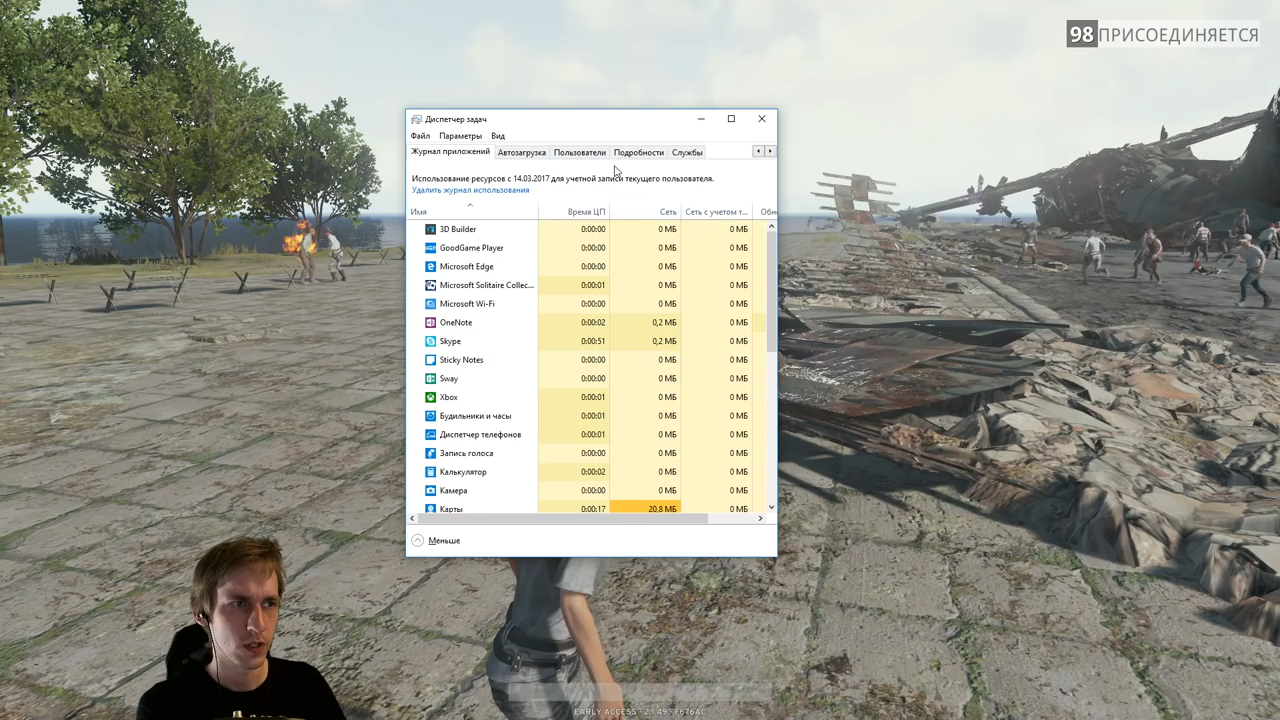 98 ПРИСОЕДИНЯЕТСЯ
Диспетчер задач
Файл Параметры Вид
Журнал приложений Автозагрузка Пользователи Подробности Службы
Использование ресурсов с 14.03.2017 для учетной записи текущего пользователя.
Удалить журнал использования
Имя Время ЦП Сеть Сеть с учетом т... Обно
3D Builder 0:00:00 0 МБ 0 МБ
GoodGame Player 0:00:00 0 МБ 0 МБ
Microsoft Edge 0:00:00 0 МБ 0 МБ
Microsoft Solitaire Collec... 0:00:01 0 МБ 0 МБ
Microsoft Wi-Fi 0:00:00 0 МБ 0 МБ
OneNote 0:00:02 0,2 МБ 0 МБ
Skype 0:00:51 0,2 МБ 0 МБ
Sticky Notes 0:00:00 0 МБ 0 МБ
Sway 0:00:00 0 МБ 0 МБ
Xbox 0:00:01 0 МБ 0 МБ
Будильники и часы 0:00:01 0 МБ 0 МБ
Диспетчер телефонов 0:00:01 0 МБ 0 МБ
Запись голоса 0:00:00 0 МБ 0 МБ
Калькулятор 0:00:02 0 МБ 0 МБ
Камера 0:00:00 0 МБ 0 МБ
Карты 0:00:17 20,8 МБ 0 МБ
Меньше
EARLY ACCESS - 2.1.49 - F676AC